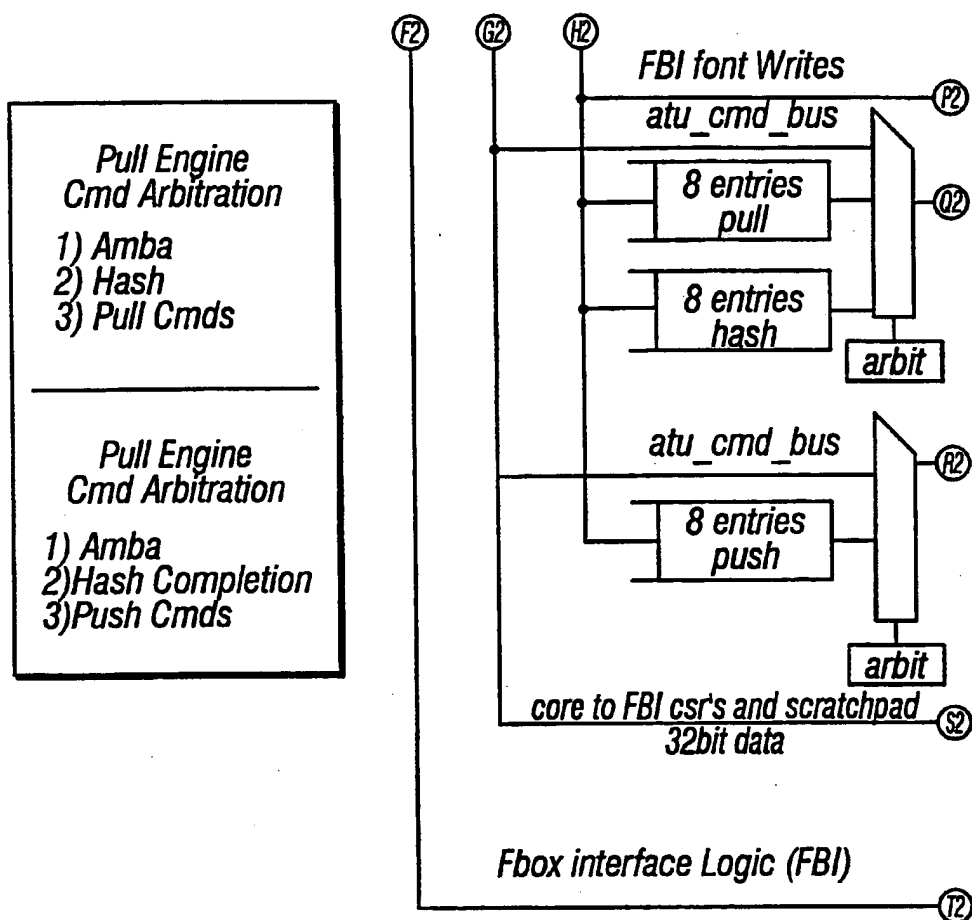 F2 G2 H2
FBI font Writes
P2
atu_cmd_bus
8 entries
pull
Q2
8 entries
hash
arbit
Pull Engine
Cmd Arbitration
1) Amba
2) Hash
3) Pull Cmds
Pull Engine
Cmd Arbitration
1) Amba
2)Hash Completion
3)Push Cmds
atu_cmd_bus
R2
8 entries
push
arbit
core to FBI csr's and scratchpad
32bit data
S2
Fbox interface Logic (FBI)
T2